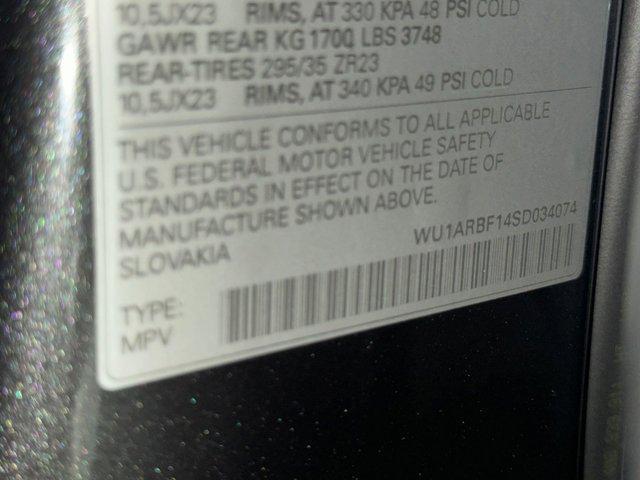 10,5JX23 RIMS, AT 330 KPA 48 PSI COLD
GAWR REAR KG 1700 LBS 3748
REAR-TIRES 295/35 ZR23
10,5JX23 RIMS, AT 340 KPA 49 PSI COLD
THIS VEHICLE CONFORMS TO ALL APPLICABLE
U.S. FEDERAL MOTOR VEHICLE SAFETY
STANDARDS IN EFFECT ON THE DATE OF
MANUFACTURE SHOWN ABOVE.
SLOVAKIA
WU1ARBF14SD034074
TYPE:
MPV